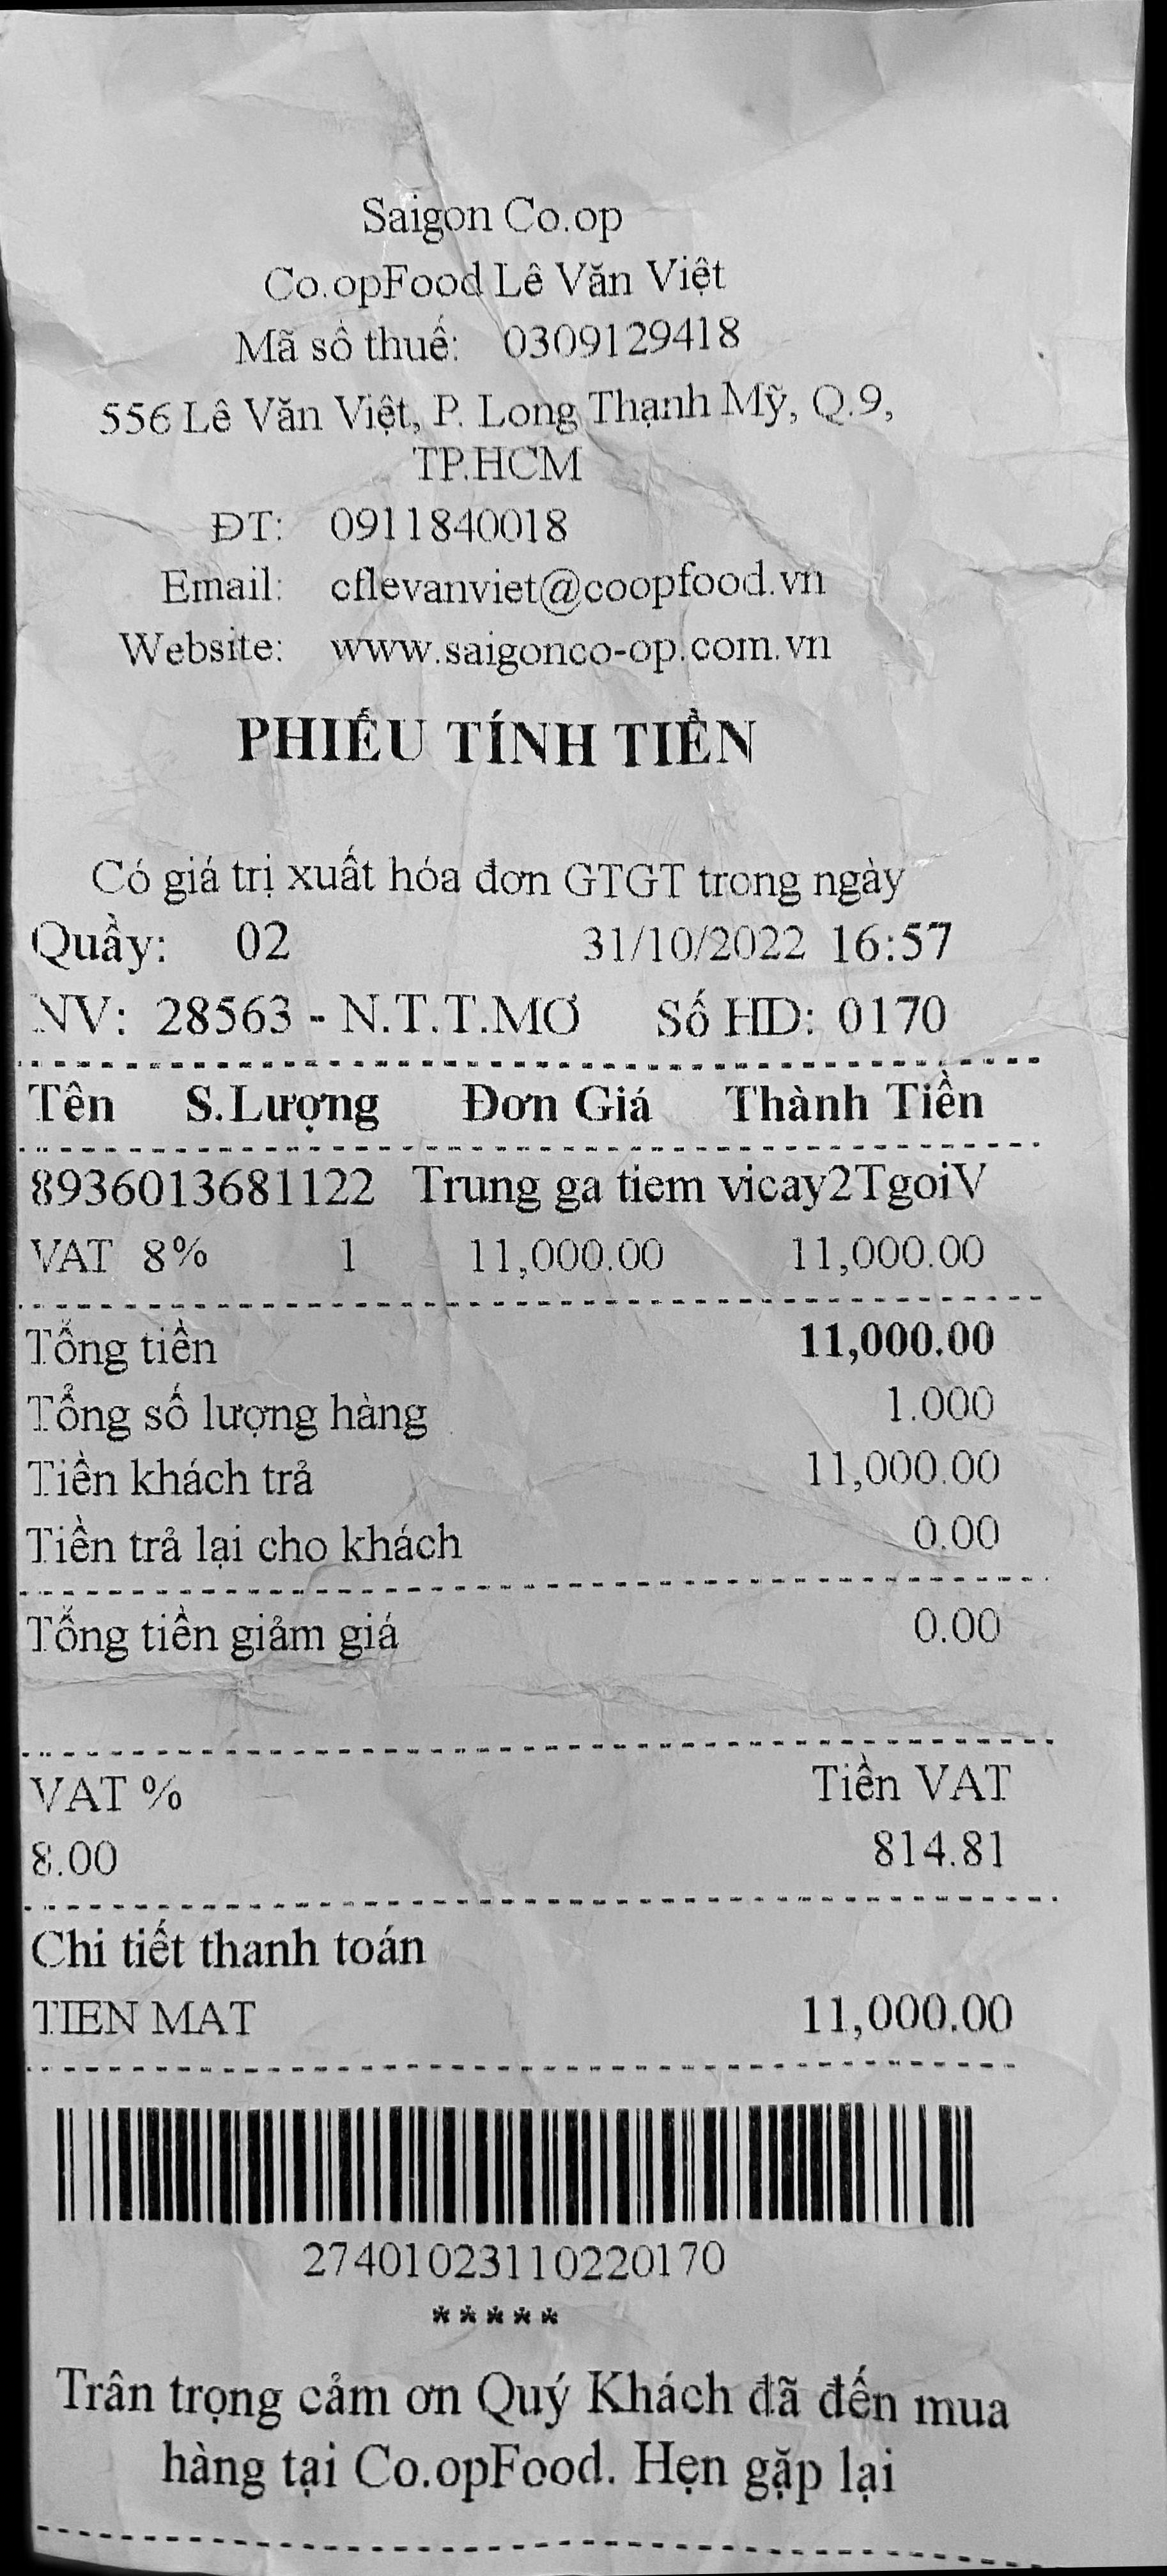 Saigon Co.op
Co.opFood Lê Văn Việt
Mã số thuế: 0309129418
556 Lê Văn Việt, P. Long Thạnh Mỹ, Q.9,
TP.HCM
ĐT: 0911840018
Email: cflevanviet@coopfood.vn
Website: www.saigonco-op.com.vn
PHIẾU TÍNH TIỀN
Có giá trị xuất hóa đơn GTGT trong ngày
Quầy: 02 31/10/2022 16:57
NV: 28563 - N.T.T.MƠ Số HD: 0170
Tên S.Lượng Đơn Giá Thành Tiền
8936013681122 Trung ga tiem vicay2TgoiV
VAT 8% 1 11,000.00 11,000.00
Tổng tiền 11,000.00
Tổng số lượng hàng 1.000
Tiền khách trả 11,000.00
Tiền trả lại cho khách 0.00
Tổng tiền giảm giá 0.00
VAT % Tiền VAT
8.00 814.81
Chi tiết thanh toán
TIEN MAT 11,000.00
27401023110220170
*****
Trân trọng cảm ơn Quý Khách đã đến mua
hàng tại Co.opFood. Hẹn gặp lại